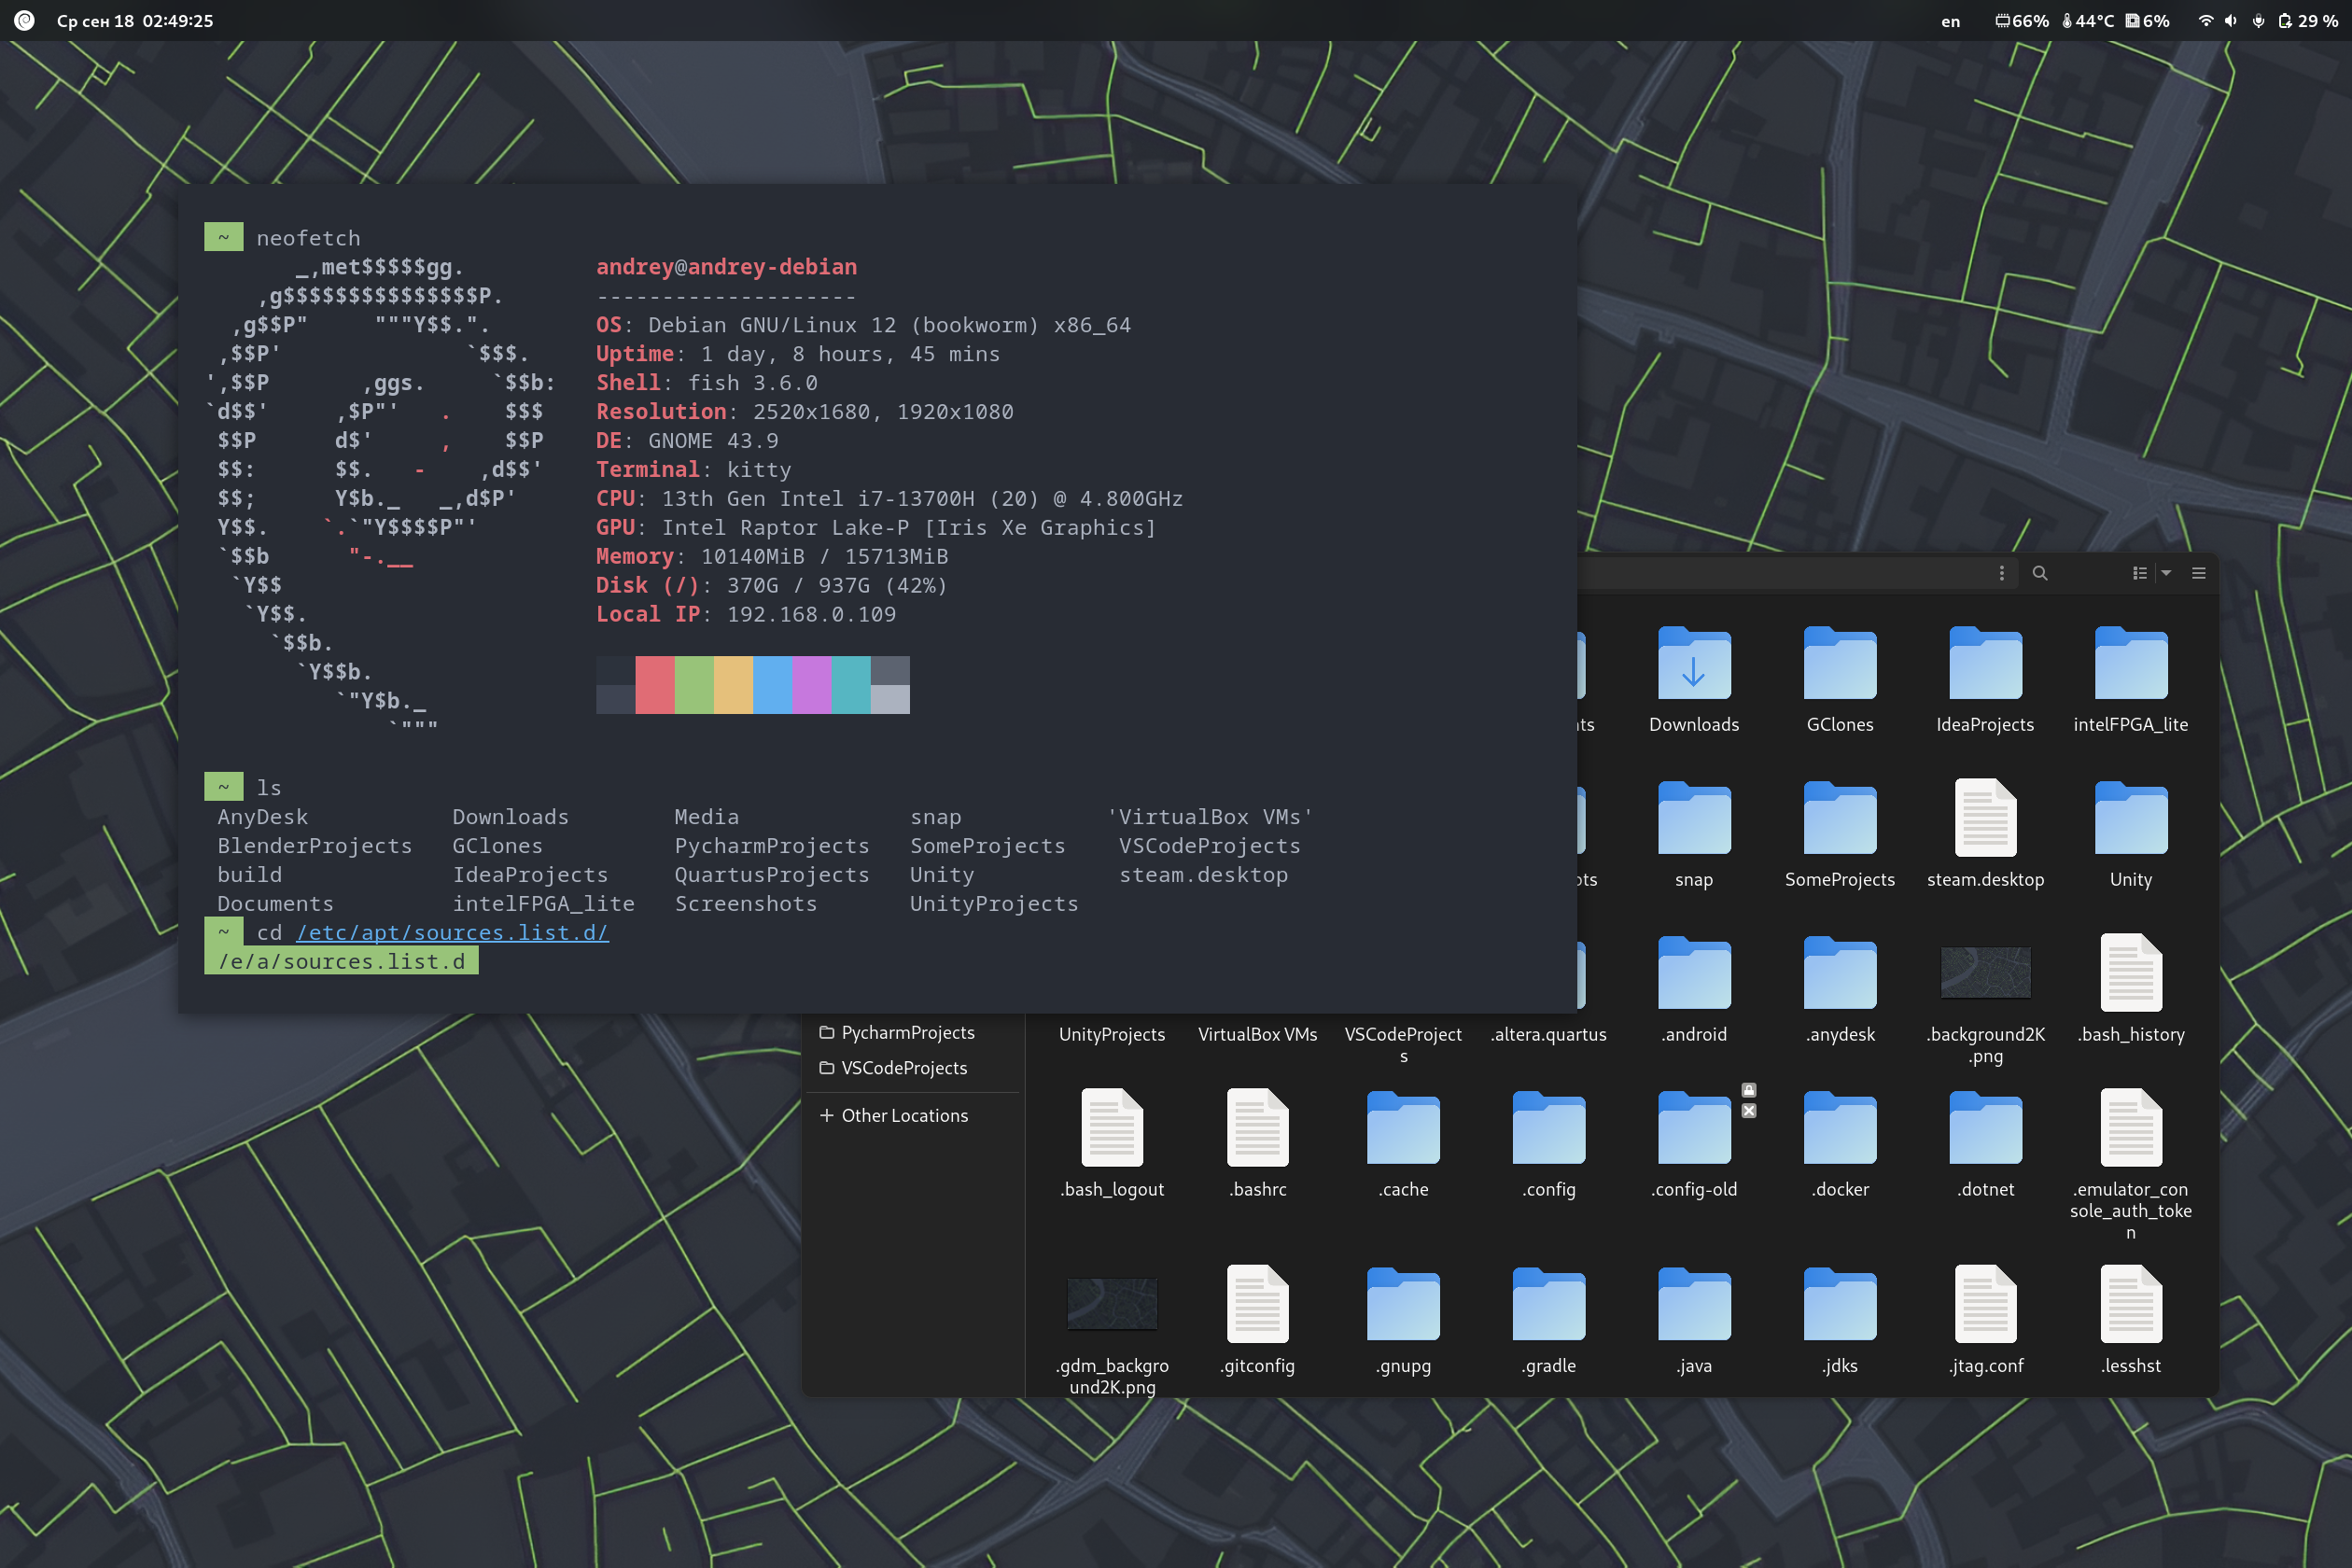 Ср сен 18  02:49:25
en 66% 44°C 6% 29 %
~ neofetch
_,met$$$$$gg.
,g$$$$$$$$$$$$$$$P.
,g$$P"     """Y$$.".
,$$P'              `$$$.
',$$P       ,ggs.     `$$b:
`d$$'     ,$P"'   .    $$$
$$P      d$'     ,    $$P
$$:      $$.   -    ,d$$'
$$;      Y$b._   _,d$P'
Y$$.    `.`"Y$$$$P"'
`$$b      "-.__
`Y$$
`Y$$.
`$$b.
`Y$$b.
`"Y$b._
`"""
andrey@andrey-debian
--------------------
OS: Debian GNU/Linux 12 (bookworm) x86_64
Uptime: 1 day, 8 hours, 45 mins
Shell: fish 3.6.0
Resolution: 2520x1680, 1920x1080
DE: GNOME 43.9
Terminal: kitty
CPU: 13th Gen Intel i7-13700H (20) @ 4.800GHz
GPU: Intel Raptor Lake-P [Iris Xe Graphics]
Memory: 10140MiB / 15713MiB
Disk (/): 370G / 937G (42%)
Local IP: 192.168.0.109
~ ls
AnyDesk Downloads Media snap 'VirtualBox VMs'
BlenderProjects GClones PycharmProjects SomeProjects VSCodeProjects
build IdeaProjects QuartusProjects Unity steam.desktop
Documents intelFPGA_lite Screenshots UnityProjects
~ cd /etc/apt/sources.list.d/
/e/a/sources.list.d
PycharmProjects
VSCodeProjects
Other Locations
Downloads GClones IdeaProjects intelFPGA_lite
snap SomeProjects steam.desktop Unity
UnityProjects VirtualBox VMs VSCodeProject .altera.quartus .android .anydesk .background2K .bash_history
s .png
.bash_logout .bashrc .cache .config .config-old .docker .dotnet .emulator_con
sole_auth_toke
n
.gdm_backgro .gitconfig .gnupg .gradle .java .jdks .jtag.conf .lesshst
und2K.png